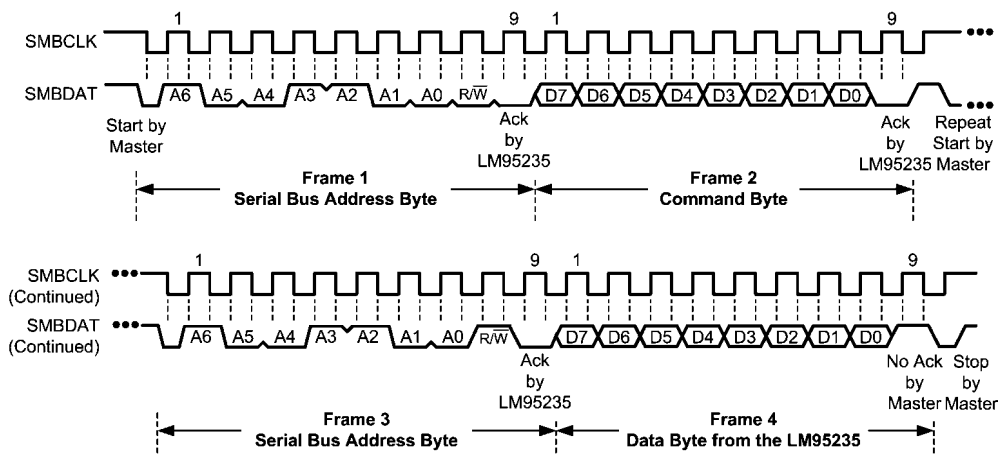 1 9 1 9
SMBCLK
SMBDAT A6 A5 A4 A3 A2 A1 A0 R/W̅ D7 D6 D5 D4 D3 D2 D1 D0
Start by
Master
Ack
by
LM95235
Ack
by
LM95235
Repeat
Start by
Master
Frame 1
Serial Bus Address Byte
Frame 2
Command Byte
1 9 1 9
SMBCLK
(Continued)
SMBDAT
(Continued)
A6 A5 A4 A3 A2 A1 A0 R/W̅ D7 D6 D5 D4 D3 D2 D1 D0
Ack
by
LM95235
No Ack
by
Master
Stop
by
Master
Frame 3
Serial Bus Address Byte
Frame 4
Data Byte from the LM95235